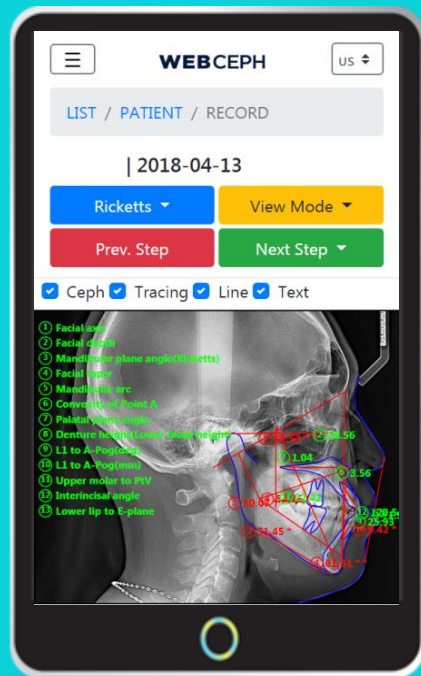 ☰ WEBCEPH us
LIST / PATIENT / RECORD
| 2018-04-13
Ricketts View Mode
Prev. Step Next Step
Ceph Tracing Line Text
① Facial axis
② Facial depth
③ Mandibular plane angle(Ricketts)
④ Facial taper
⑤ Mandibular arc
⑥ Convexity of Point A
⑦ Palatal plane angle
⑧ Denture height(Lower facial height)
⑨ L1 to A-Pog(deg)
⑩ L1 to A-Pog(mm)
⑪ Upper molar to PtV
⑫ Interincisal angle
⑬ Lower lip to E-plane
⑦ 1.04
⑥ 3.56
25.93